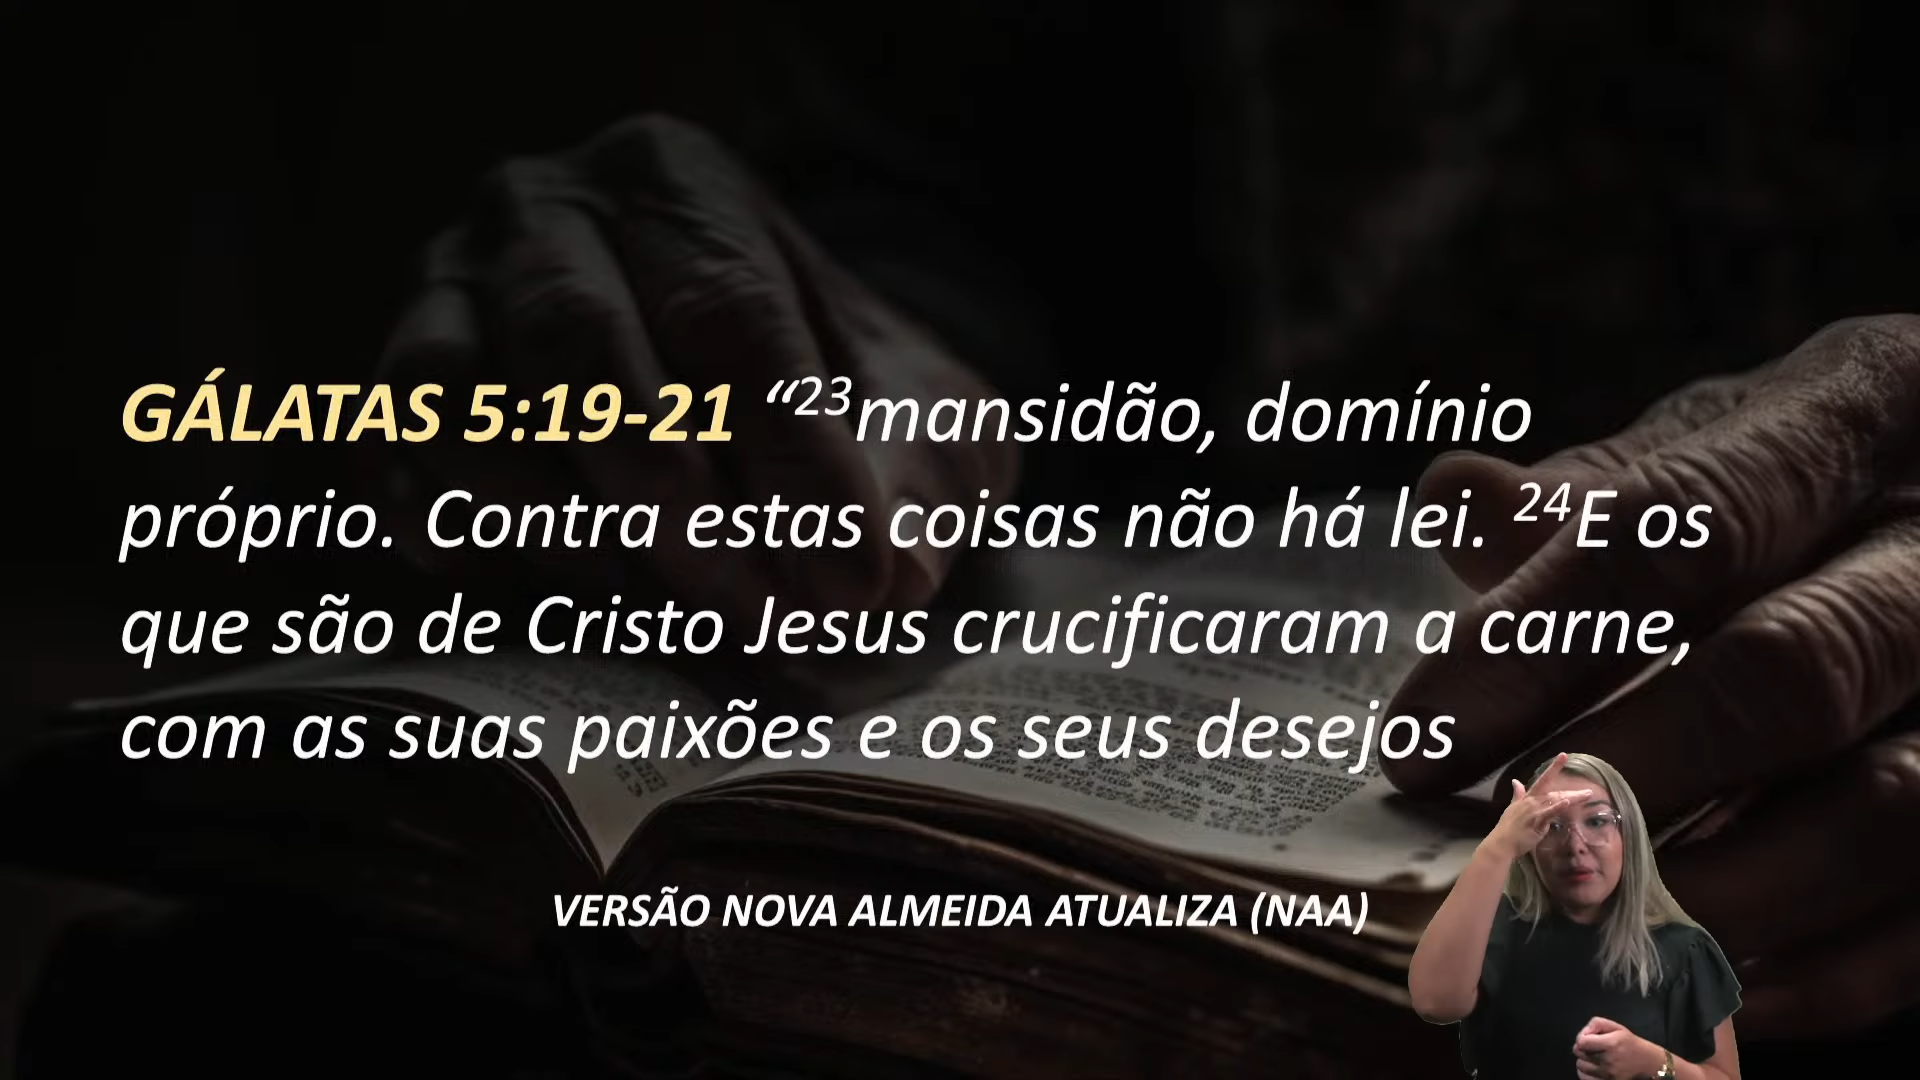 GÁLATAS 5:19-21 “23mansidão, domínio
próprio. Contra estas coisas não há lei. 24E os
que são de Cristo Jesus crucificaram a carne,
com as suas paixões e os seus desejos
VERSÃO NOVA ALMEIDA ATUALIZA (NAA)